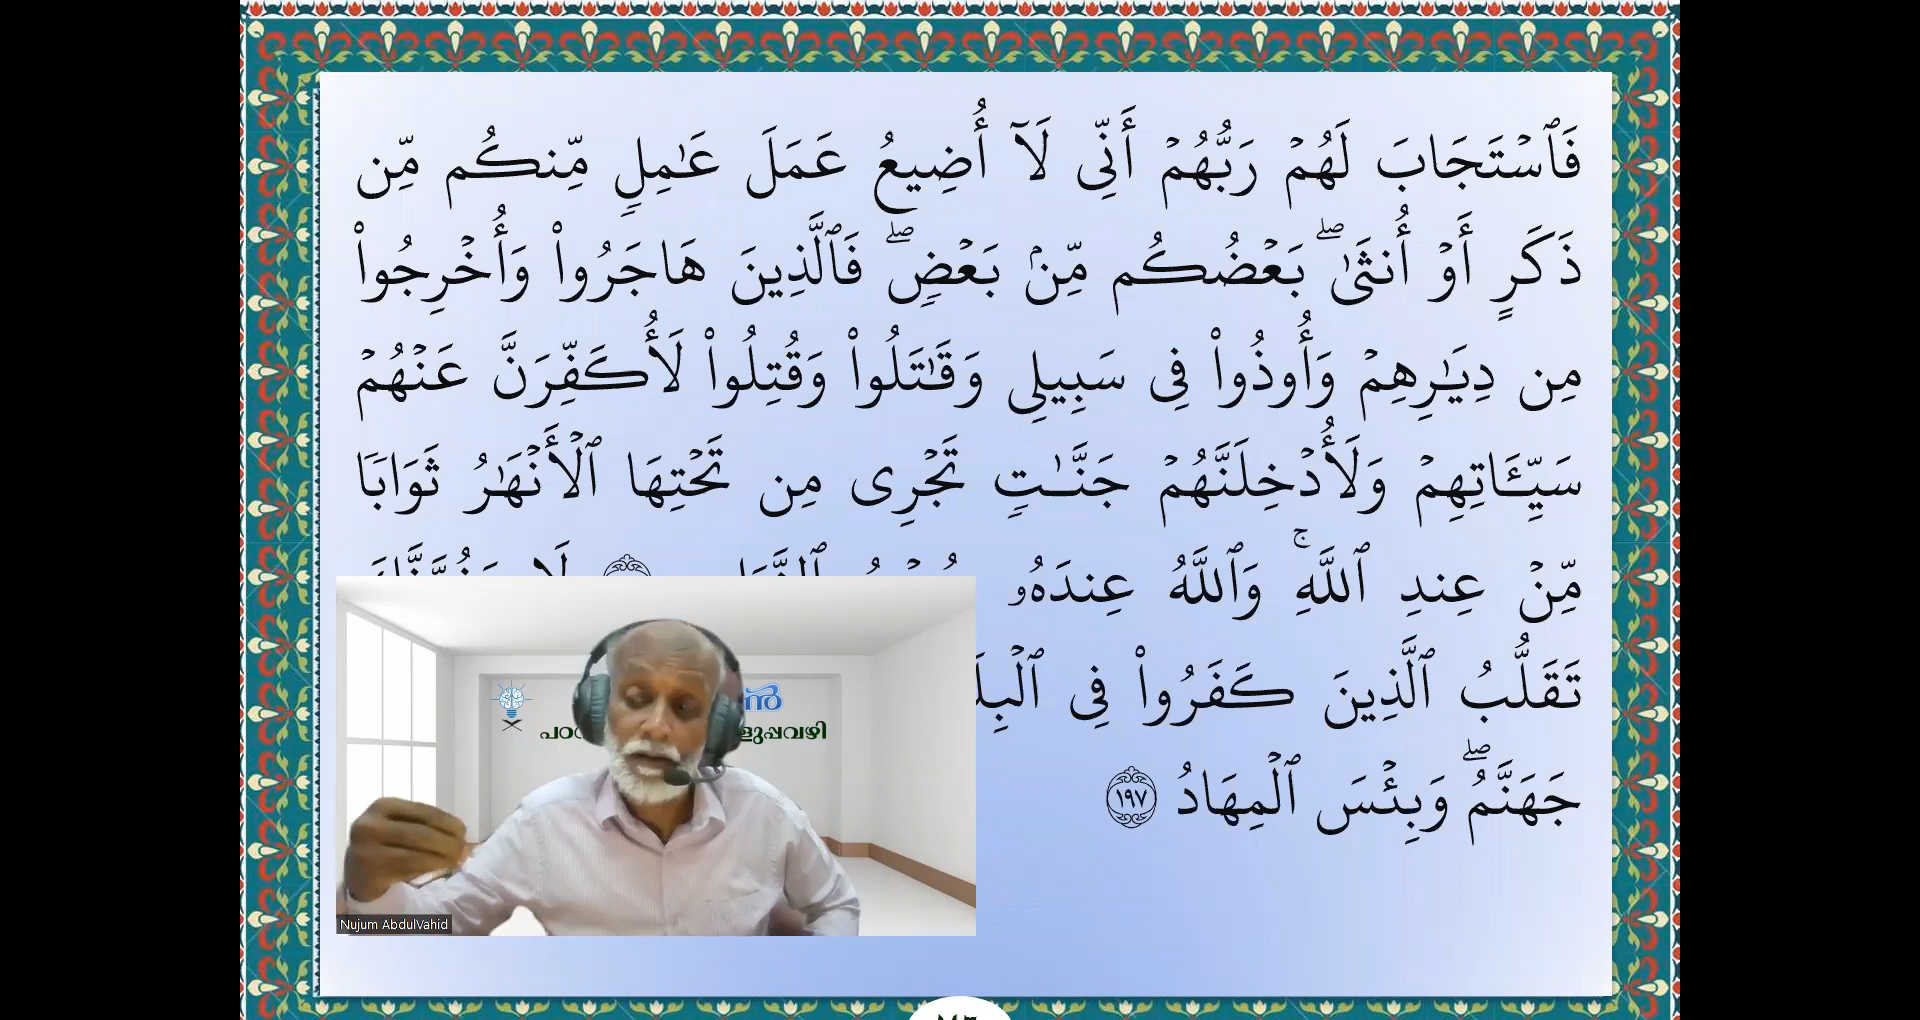 فَٱسْتَجَابَ لَهُمْ رَبُّهُمْ أَنِّى لَآ أُضِيعُ عَمَلَ عَـٰمِلٍ مِّنكُم مِّن
ذَكَرٍ أَوْ أُنثَىٰ ۖ بَعْضُكُم مِّنۢ بَعْضٍ ۖ فَٱلَّذِينَ هَاجَرُوا۟ وَأُخْرِجُوا۟
مِن دِيَـٰرِهِمْ وَأُوذُوا۟ فِى سَبِيلِى وَقَـٰتَلُوا۟ وَقُتِلُوا۟ لَأُكَفِّرَنَّ عَنْهُمْ
سَيِّـَٔاتِهِمْ وَلَأُدْخِلَنَّهُمْ جَنَّـٰتٍ تَجْرِى مِن تَحْتِهَا ٱلْأَنْهَـٰرُ ثَوَابًا
مِّنْ عِندِ ٱللَّهِ ۚ وَٱللَّهُ عِندَهُۥ
تَقَلُّبُ ٱلَّذِينَ كَفَرُوا۟ فِى
جَهَنَّمُ ۖ وَبِئْسَ ٱلْمِهَادُ ١٩٧
Nujum AbdulVahid